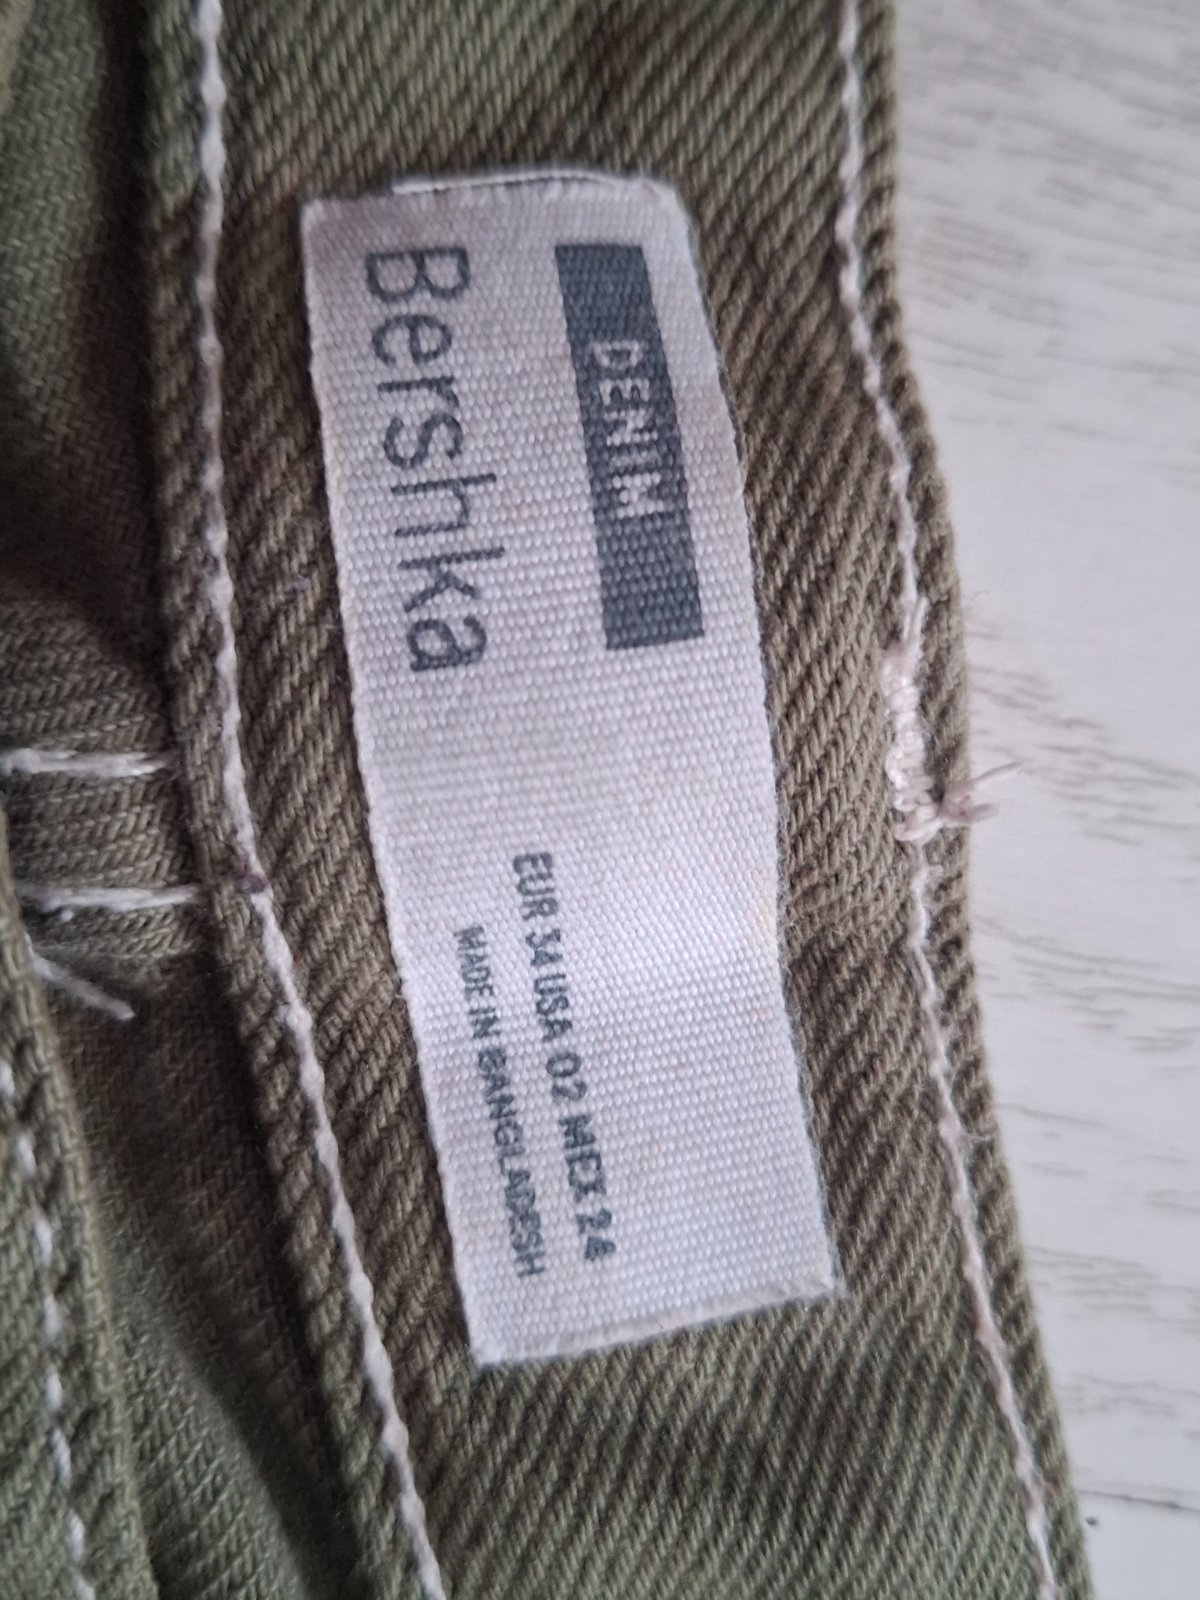 DENIM
Bershka
EUR 34 USA 02 MEX 24
MADE IN BANGLADESH